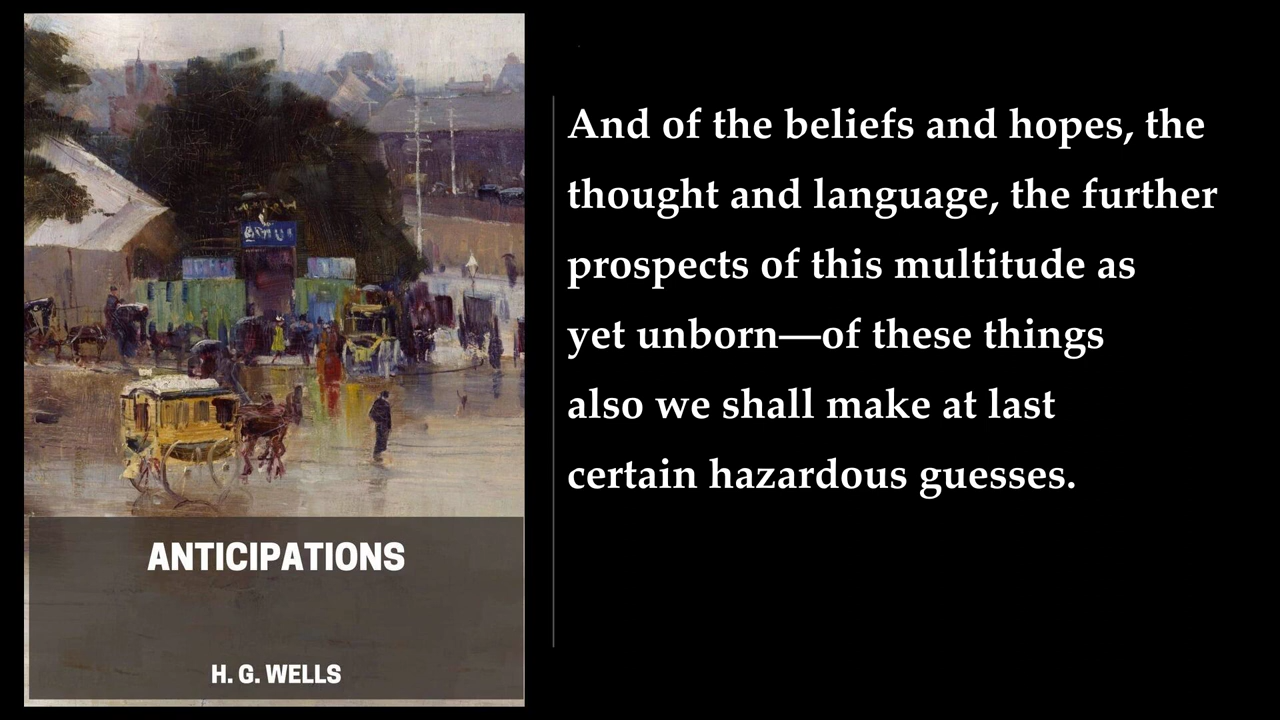 ANTICIPATIONS
H. G. WELLS
And of the beliefs and hopes, the
thought and language, the further
prospects of this multitude as
yet unborn—of these things
also we shall make at last
certain hazardous guesses.